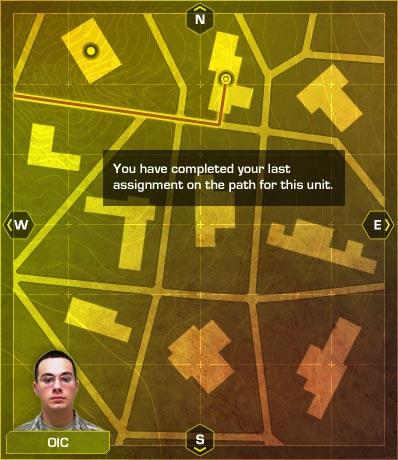 N
You have completed your last
assignment on the path for this unit.
W
E
OIC
S